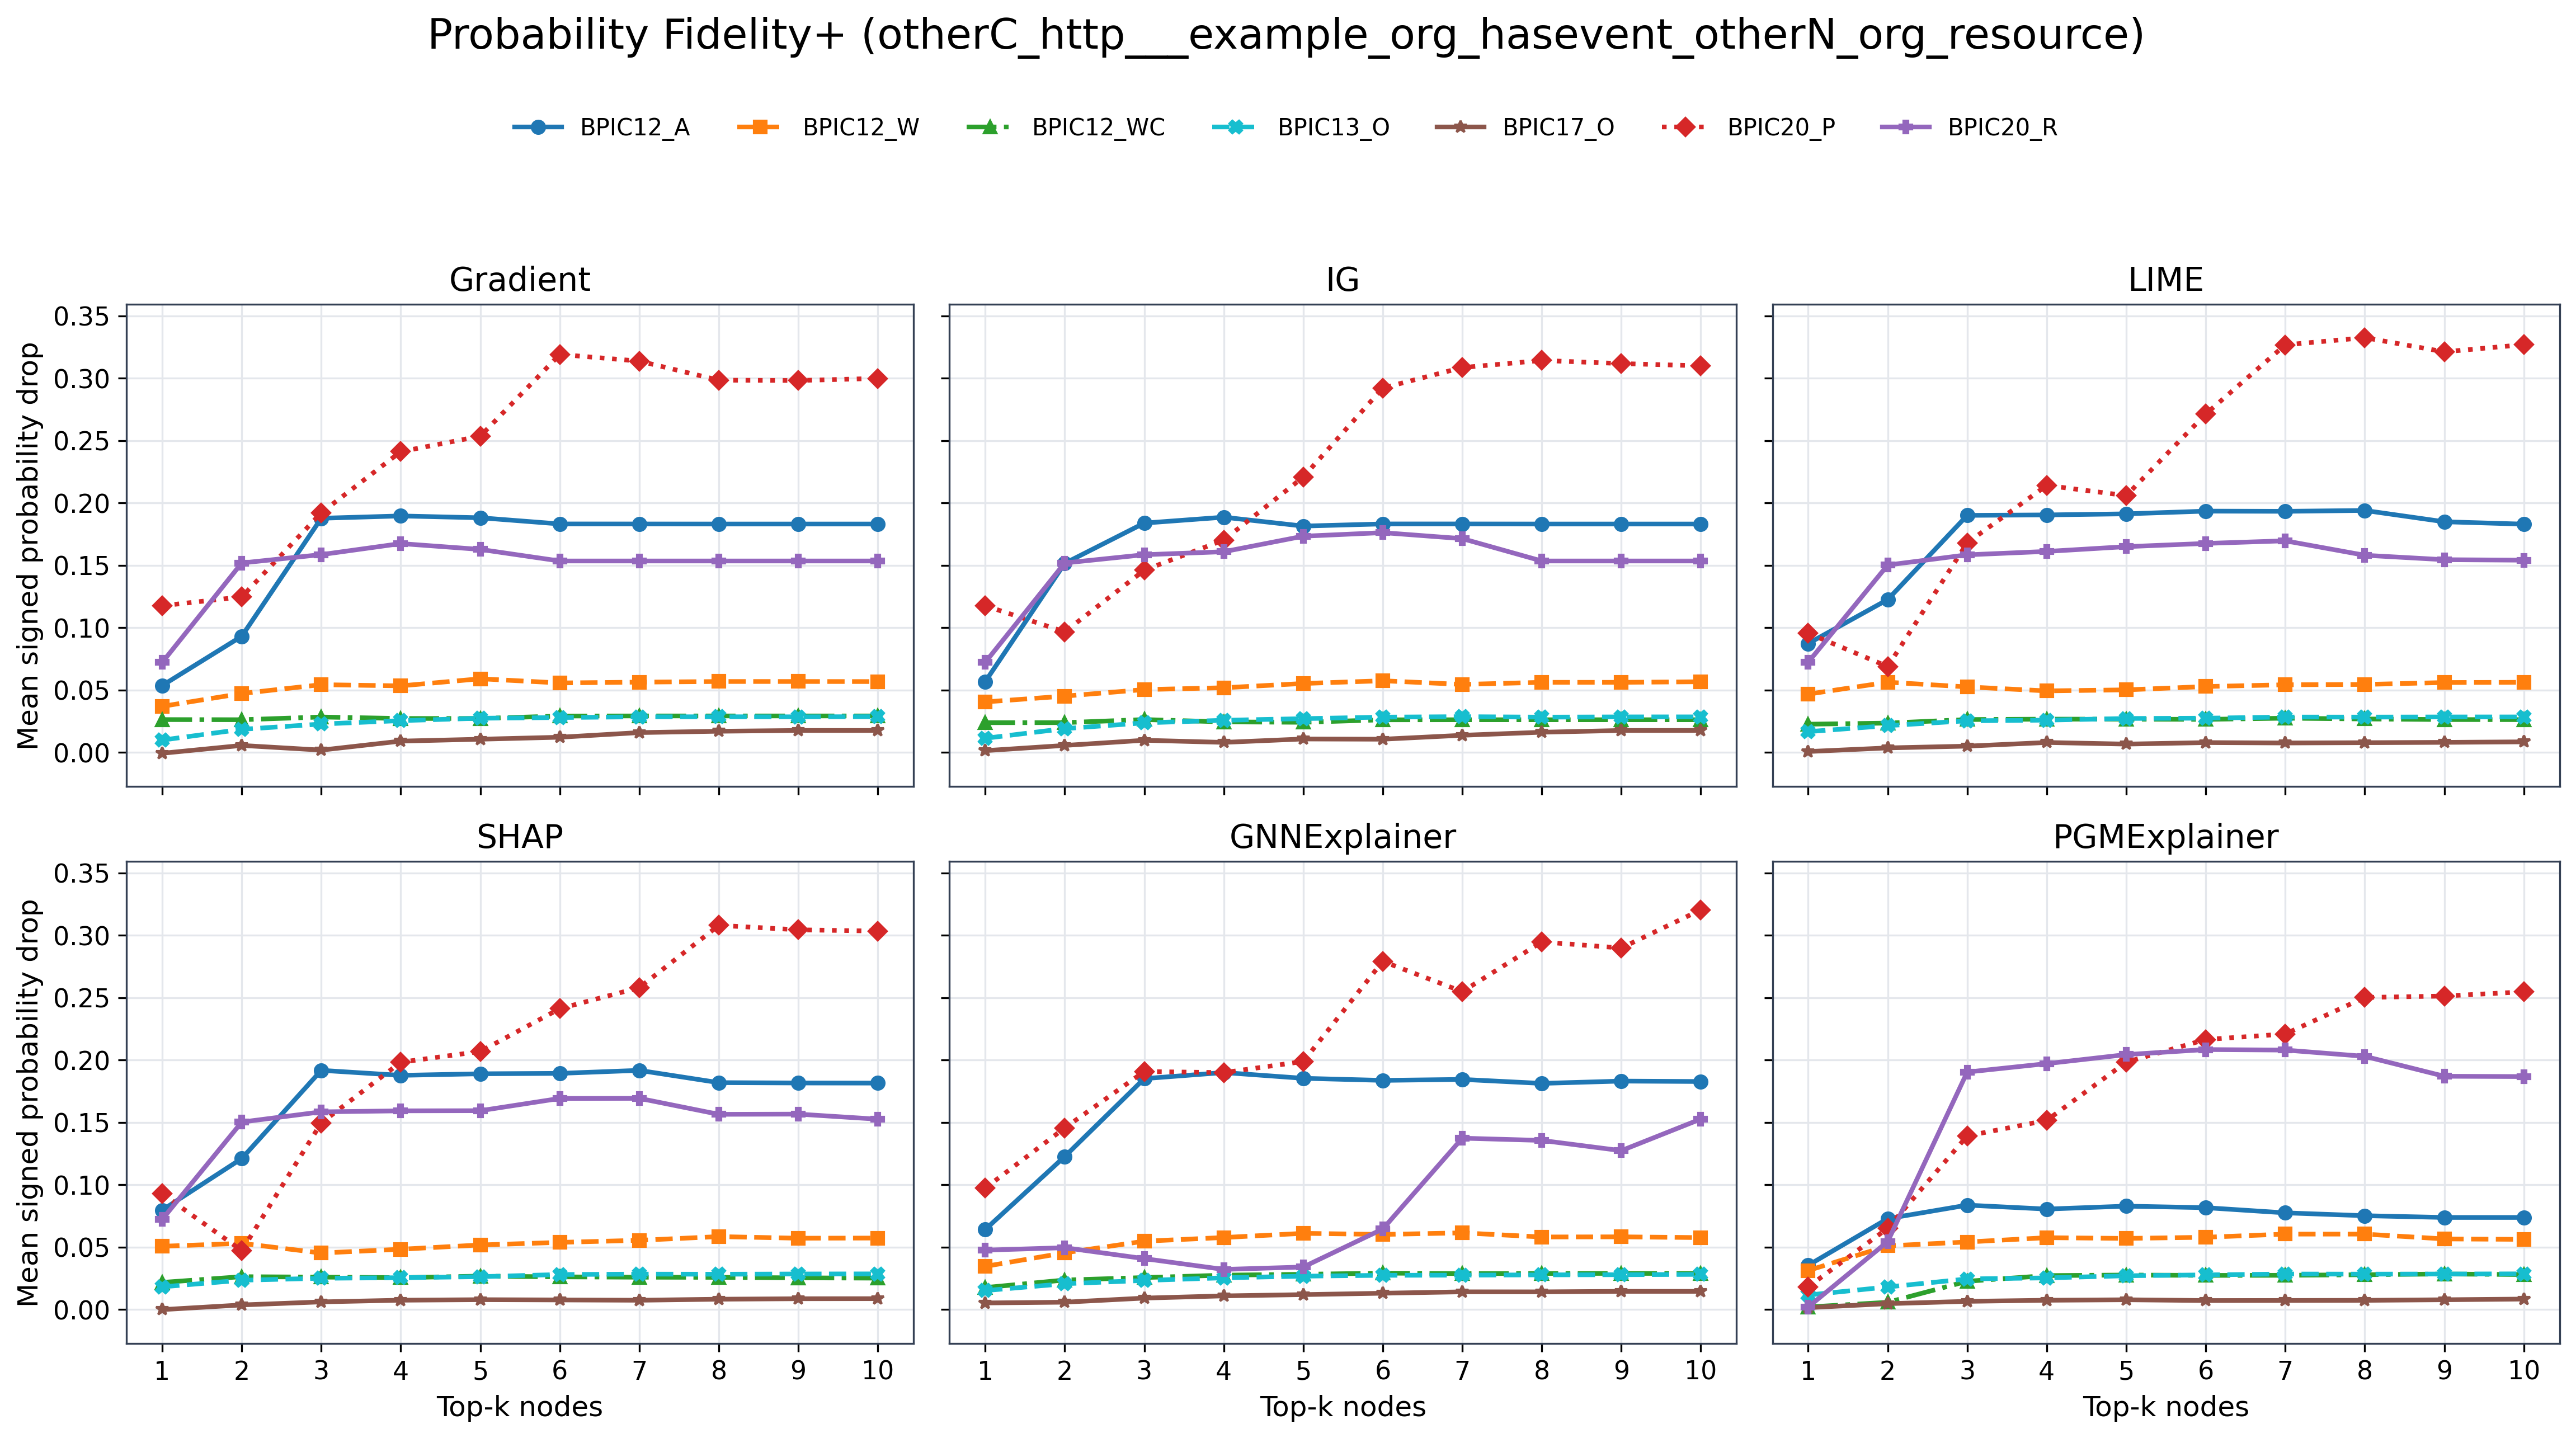 Probability Fidelity+ (otherC_http___example_org_hasevent_otherN_org_resource)
BPIC12_A BPIC12_W BPIC12_WC BPIC13_O BPIC17_O BPIC20_P BPIC20_R
Gradient IG LIME
Mean signed probability drop
0.35
0.30
0.25
0.20
0.15
0.10
0.05
0.00
SHAP GNNExplainer PGMExplainer
Mean signed probability drop
0.35
0.30
0.25
0.20
0.15
0.10
0.05
0.00
1 2 3 4 5 6 7 8 9 10 1 2 3 4 5 6 7 8 9 10 1 2 3 4 5 6 7 8 9 10
Top-k nodes Top-k nodes Top-k nodes